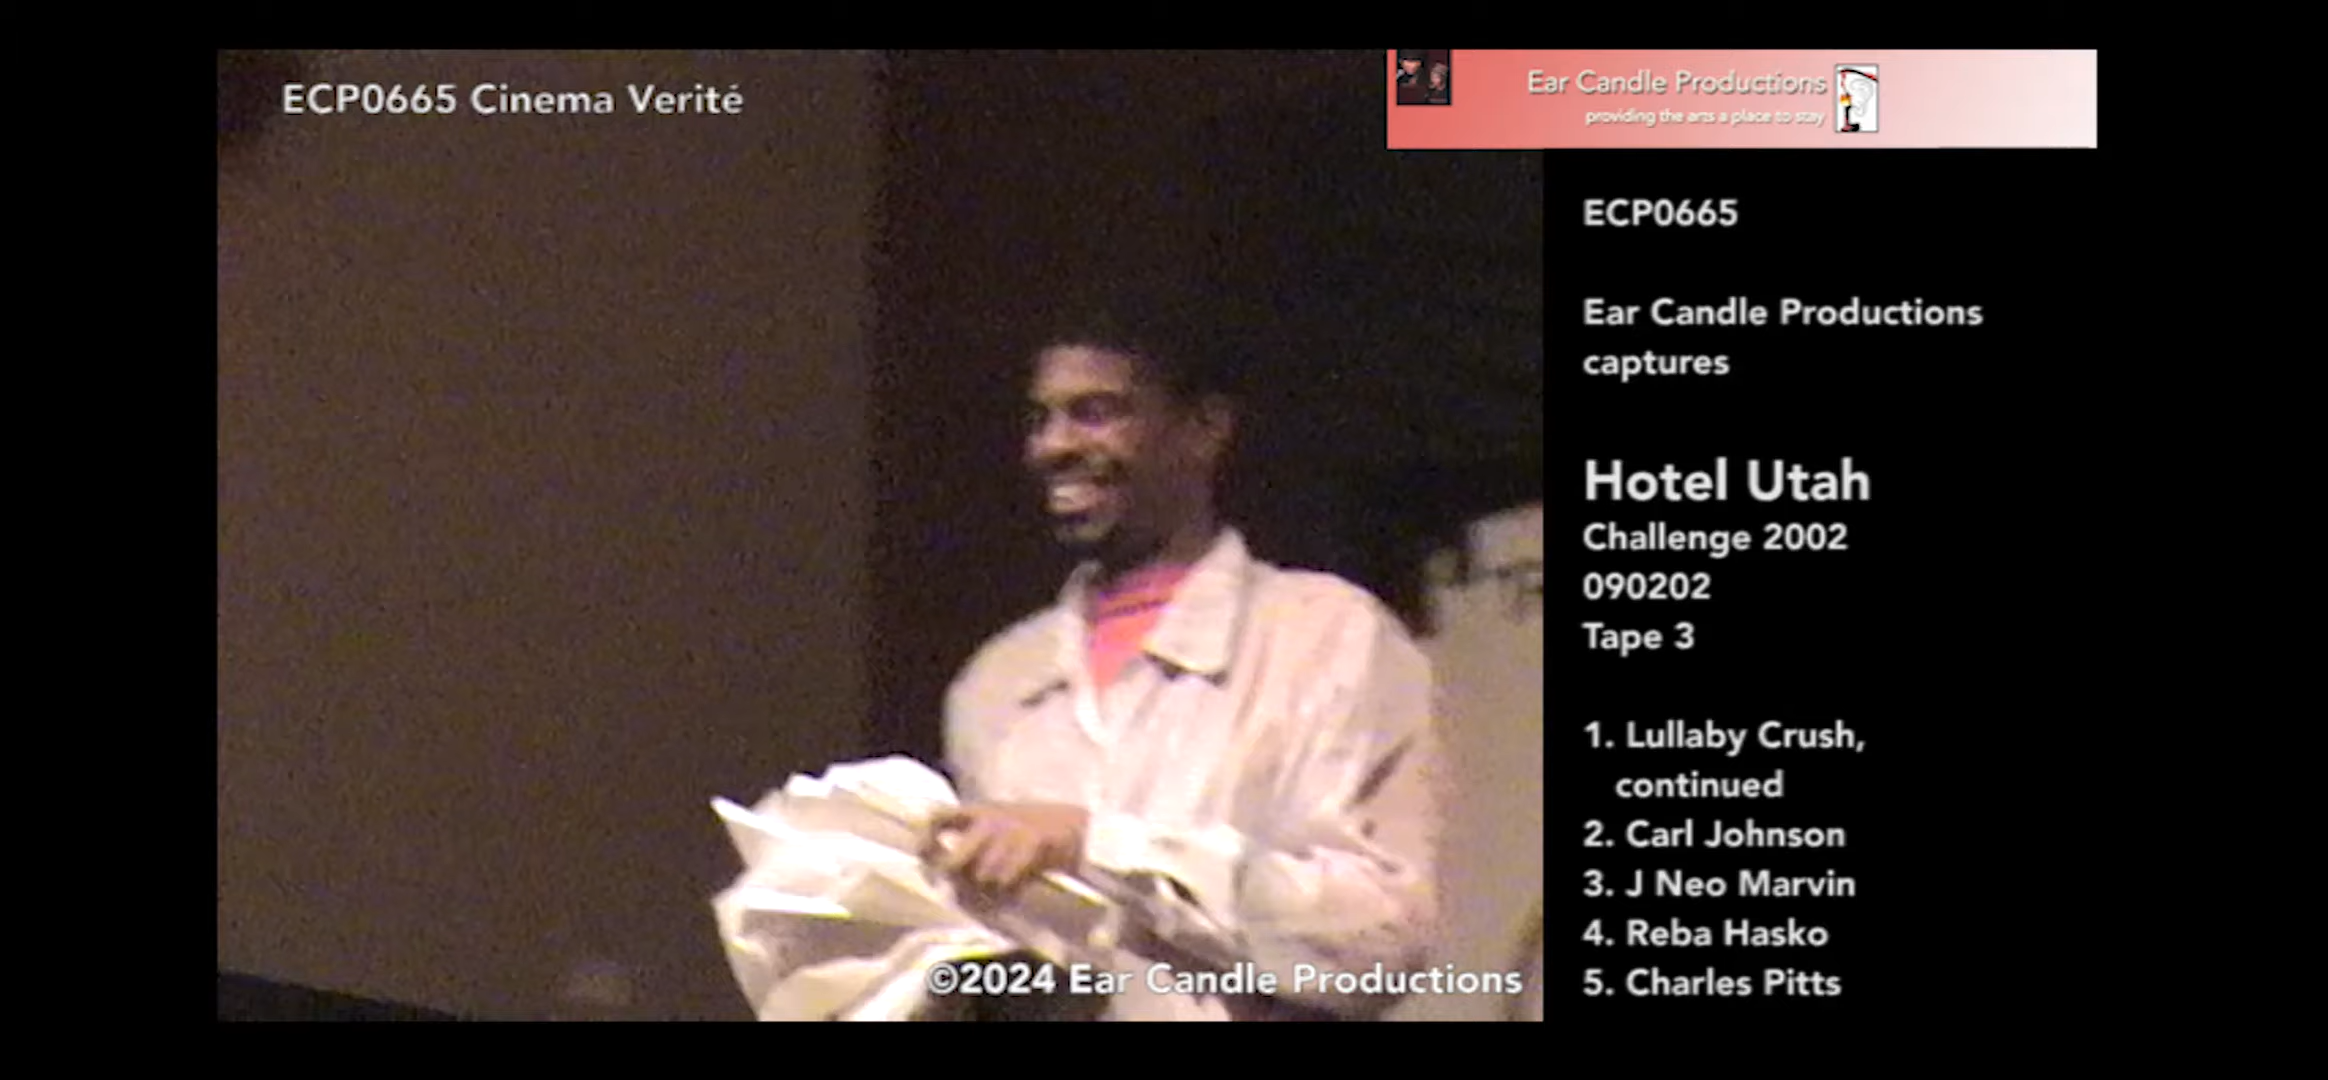 ECP0665 Cinema Verité
Ear Candle Productions
providing the arts a place to stay
ECP0665
Ear Candle Productions
captures
Hotel Utah
Challenge 2002
090202
Tape 3
1. Lullaby Crush,
continued
2. Carl Johnson
3. J Neo Marvin
4. Reba Hasko
5. Charles Pitts
©2024 Ear Candle Productions